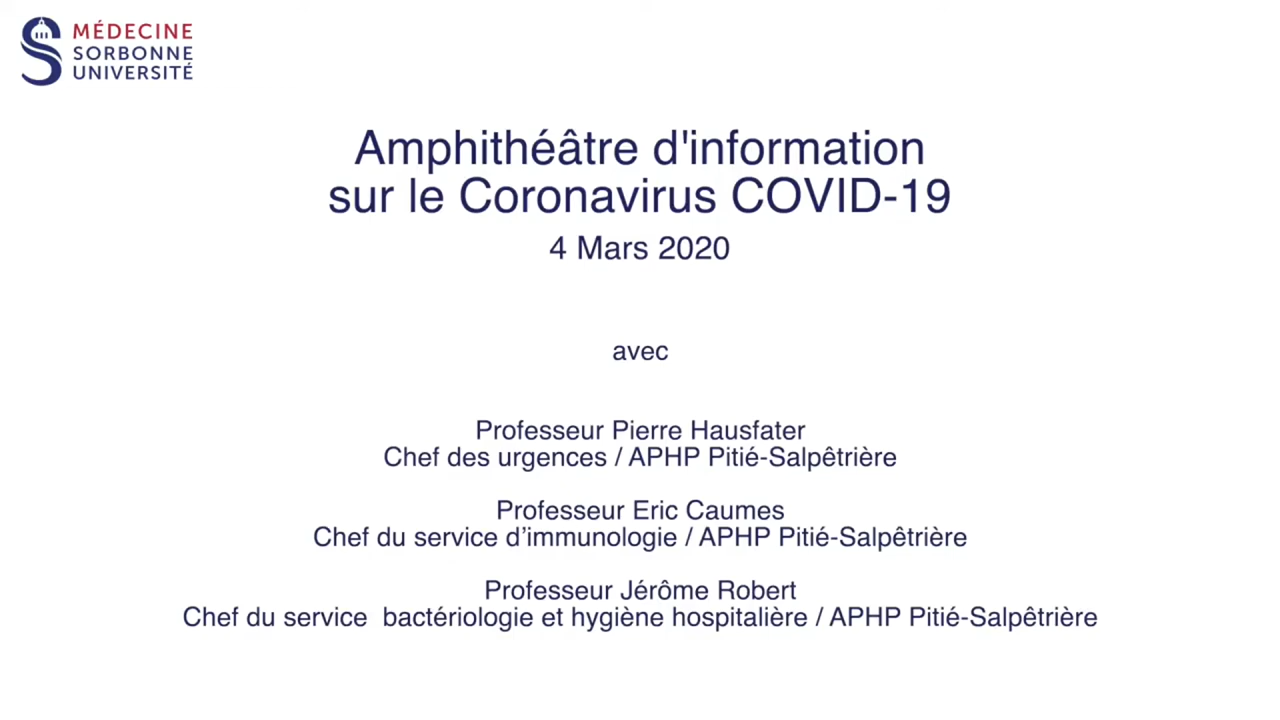 MÉDECINE
SORBONNE
UNIVERSITÉ
Amphithéâtre d'information
sur le Coronavirus COVID-19
4 Mars 2020
avec
Professeur Pierre Hausfater
Chef des urgences / APHP Pitié-Salpêtrière
Professeur Eric Caumes
Chef du service d’immunologie / APHP Pitié-Salpêtrière
Professeur Jérôme Robert
Chef du service  bactériologie et hygiène hospitalière / APHP Pitié-Salpêtrière